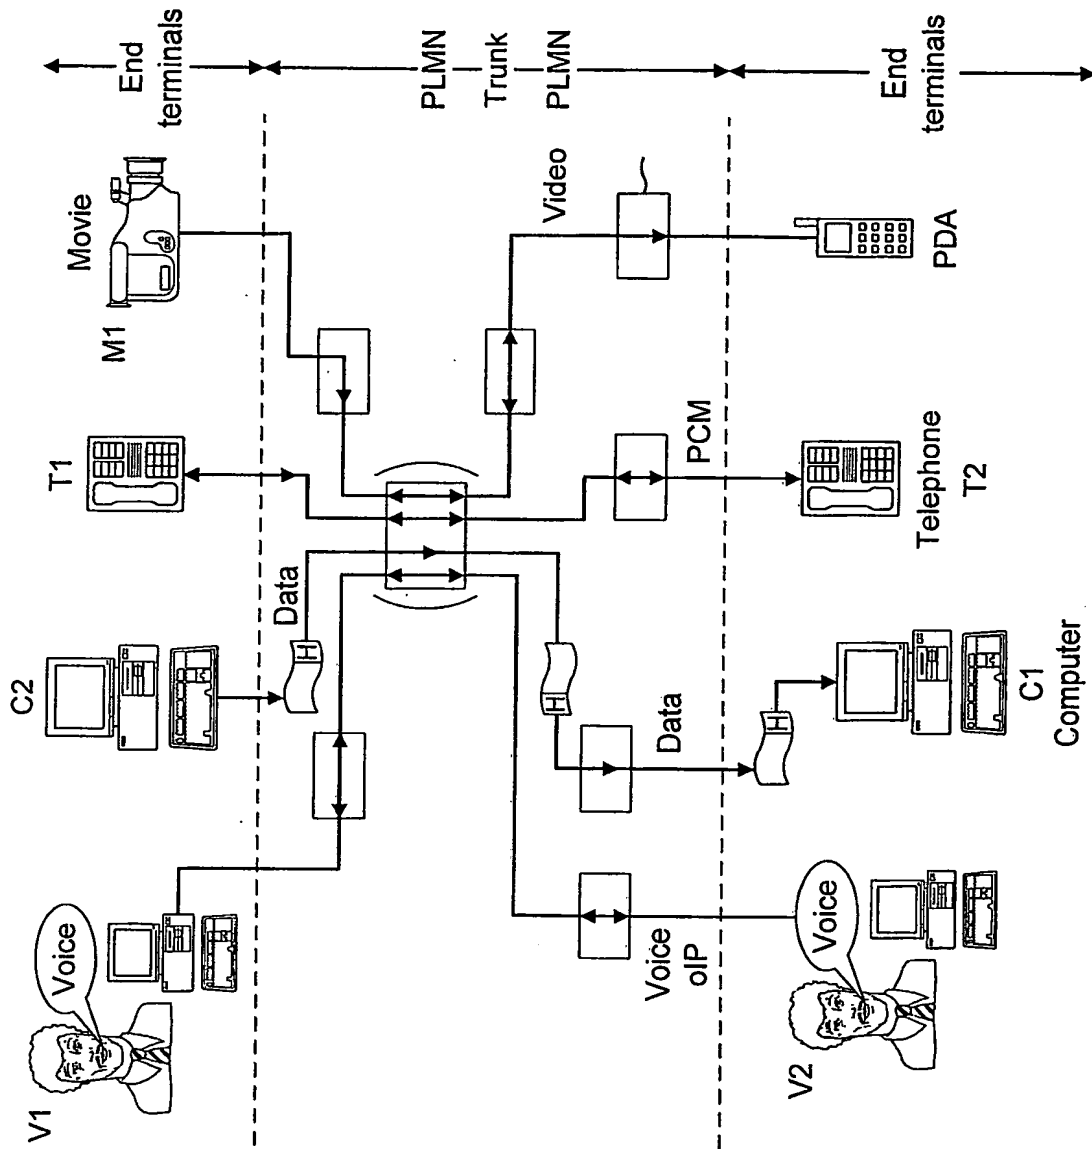 End
terminals
PLMN
Trunk
PLMN
End
terminals
V1
Voice
C2
T1
M1
Movie
Data
H
H
Data
H
Voice
oIP
PCM
Video
V2
Voice
C1
Computer
Telephone
T2
PDA